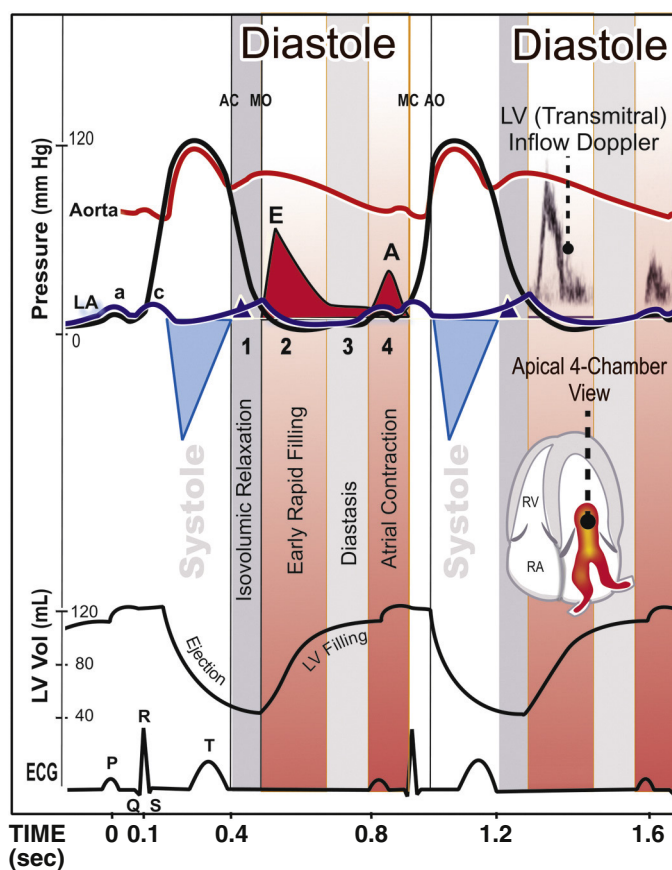 Diastole
Diastole
AC MO
MC AO
LV (Transmitral)
Inflow Doppler
Pressure (mm Hg)
120
Aorta
E
A
LA
a
c
0
1
2
3
4
Apical 4-Chamber
View
Systole
Isovolumic Relaxation
Early Rapid Filling
Diastasis
Atrial Contraction
Systole
RV
RA
LV Vol (mL)
120
80
40
Ejection
LV Filling
ECG
P
R
Q
S
T
TIME
(sec)
0 0.1 0.4 0.8 1.2 1.6